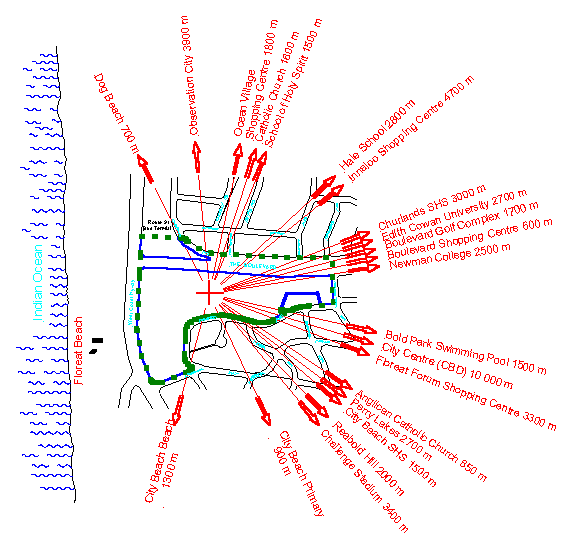 Dog Beach 700 m
Observation City 3900 m
Ocean Village
Shopping Centre 1800 m
Catholic Church 1600 m
School of Holy Spirit 1500 m
Hale School 2800 m
Innaloo Shopping Centre 4700 m
Churlands SHS 3000 m
Edith Cowan University 2700 m
Boulevard Golf Complex 1700 m
Boulevard Shopping Centre 600 m
Newman College 2500 m
Bold Park Swimming Pool 1500 m
City Centre (CBD) 10 000 m
Floreat Forum Shopping Centre 3300 m
Anglican Catholic Church 850 m
Perry Lakes 2700 m
City Beach SHS 1500 m
Reabold Hill 2000 m
Challenge Stadium 3400 m
City Beach Primary
900 m
City Beach Beach
1300 m
Indian Ocean
Floreat Beach
Bus Terminal